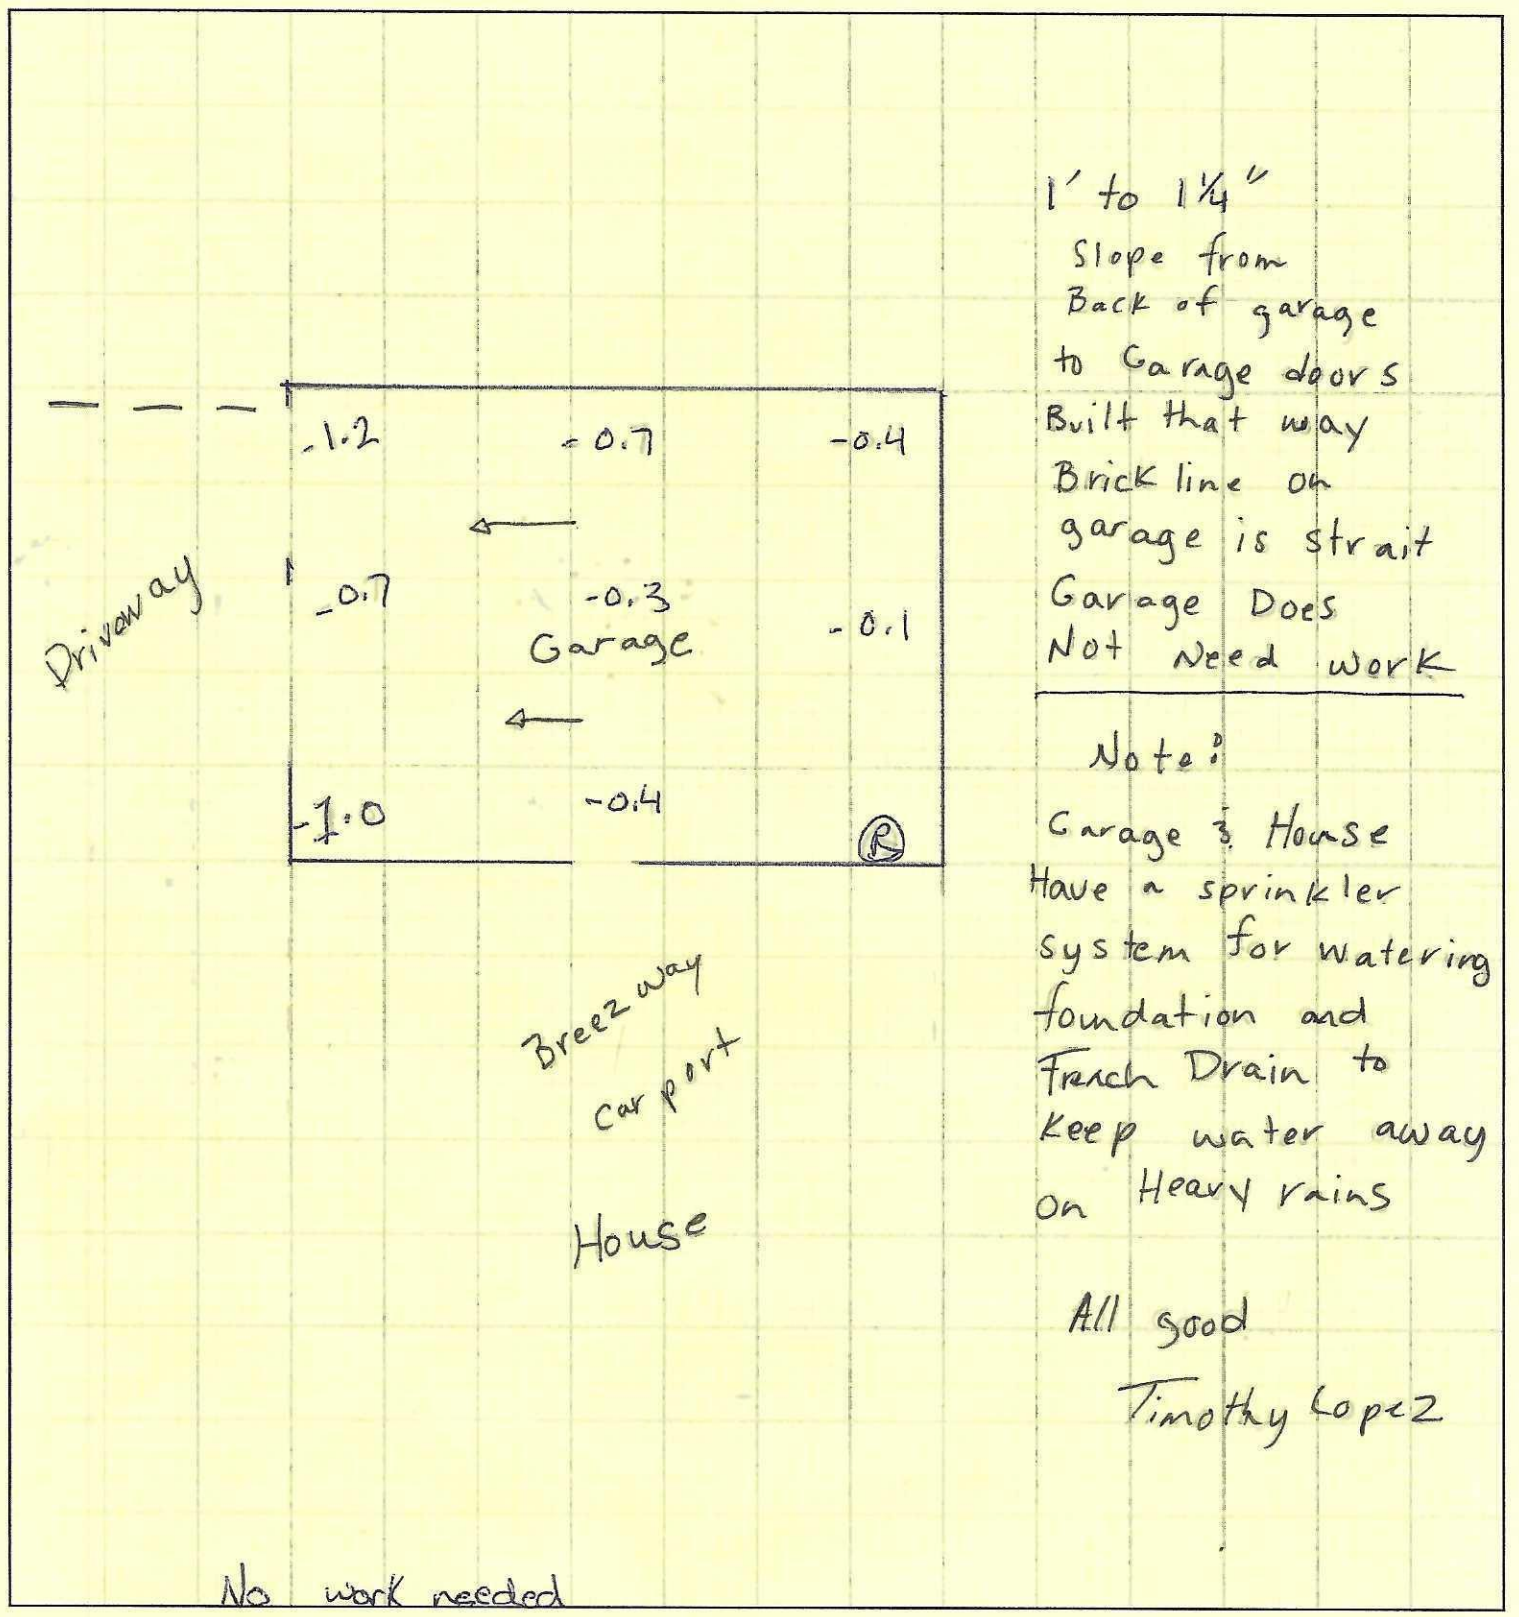 1' to 1 1/4"
Slope from
Back of garage
to Garage doors
Built that way
Brick line on
garage is strait
Garage Does
Not Need work
-1.2 -0.7 -0.4
Driveway
-0.7 -0.3 -0.1
Garage
-1.0 -0.4
R
Note:
Garage & House
Have a sprinkler
system for watering
foundation and
French Drain to
Keep water away
on Heavy rains
Breezway
carport
House
All good
Timothy Lopez
No work needed